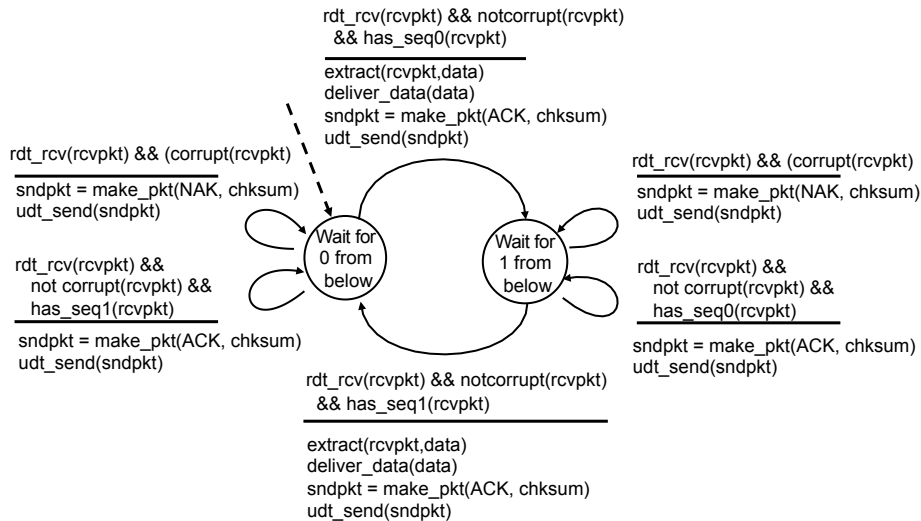 rdt_rcv(rcvpkt) && notcorrupt(rcvpkt)
&& has_seq0(rcvpkt)
extract(rcvpkt,data)
deliver_data(data)
sndpkt = make_pkt(ACK, chksum)
udt_send(sndpkt)
rdt_rcv(rcvpkt) && (corrupt(rcvpkt)
sndpkt = make_pkt(NAK, chksum)
udt_send(sndpkt)
rdt_rcv(rcvpkt) &&
not corrupt(rcvpkt) &&
has_seq1(rcvpkt)
sndpkt = make_pkt(ACK, chksum)
udt_send(sndpkt)
Wait for
0 from
below
Wait for
1 from
below
rdt_rcv(rcvpkt) && (corrupt(rcvpkt)
sndpkt = make_pkt(NAK, chksum)
udt_send(sndpkt)
rdt_rcv(rcvpkt) &&
not corrupt(rcvpkt) &&
has_seq0(rcvpkt)
sndpkt = make_pkt(ACK, chksum)
udt_send(sndpkt)
rdt_rcv(rcvpkt) && notcorrupt(rcvpkt)
&& has_seq1(rcvpkt)
extract(rcvpkt,data)
deliver_data(data)
sndpkt = make_pkt(ACK, chksum)
udt_send(sndpkt)